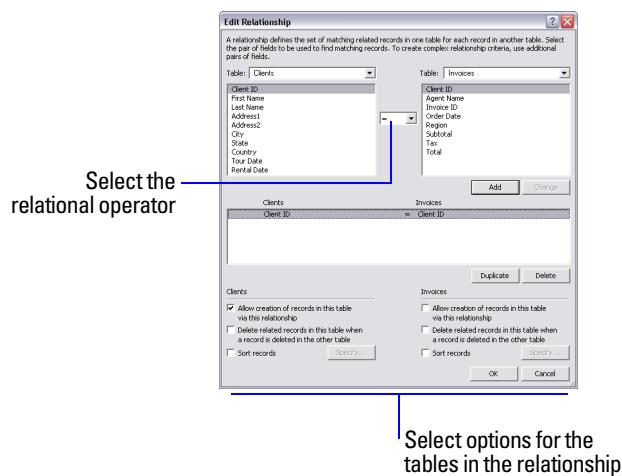 Edit Relationship
A relationship defines the set of matching related records in one table for each record in another table. Select
the pair of fields to be used to find matching records. To create complex relationship criteria, use additional
pairs of fields.
Table: Clients
Table: Invoices
Client ID
First Name
Last Name
Address1
Address2
City
State
Country
Tour Date
Rental Date
=
Client ID
Agent Name
Invoice ID
Order Date
Region
Subtotal
Tax
Total
Select the
relational operator
Add Change
Clients Invoices
Client ID = Client ID
Duplicate Delete
Clients
Allow creation of records in this table
via this relationship
Delete related records in this table when
a record is deleted in the other table
Sort records Specify...
Invoices
Allow creation of records in this table
via this relationship
Delete related records in this table when
a record is deleted in the other table
Sort records Specify...
OK Cancel
Select options for the
tables in the relationship